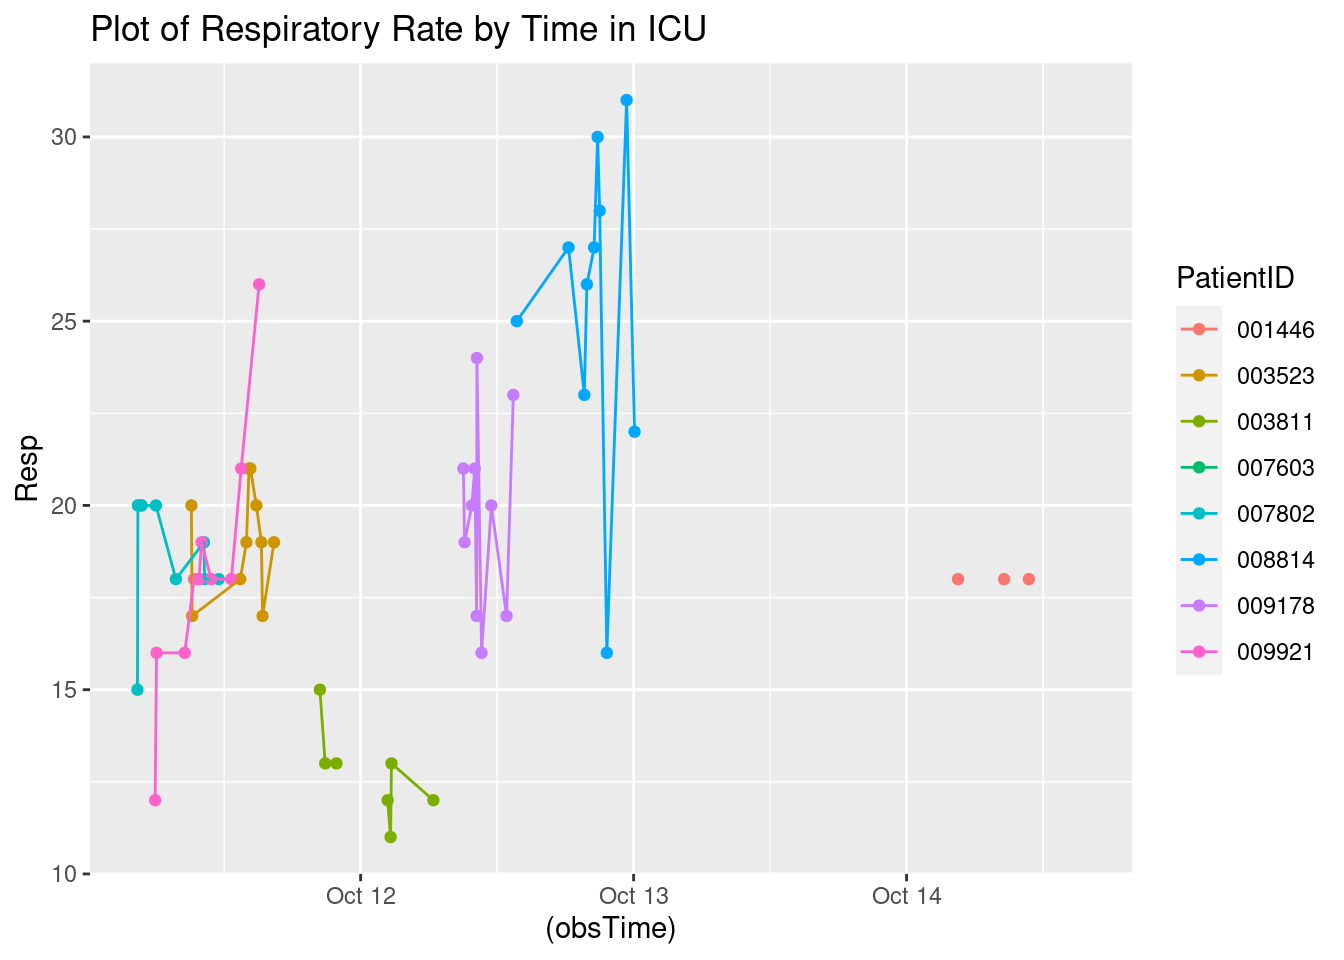 Plot of Respiratory Rate by Time in ICU
30
25
20
15
10
Resp
Oct 12
Oct 13
Oct 14
(obsTime)
PatientID
001446
003523
003811
007603
007802
008814
009178
009921